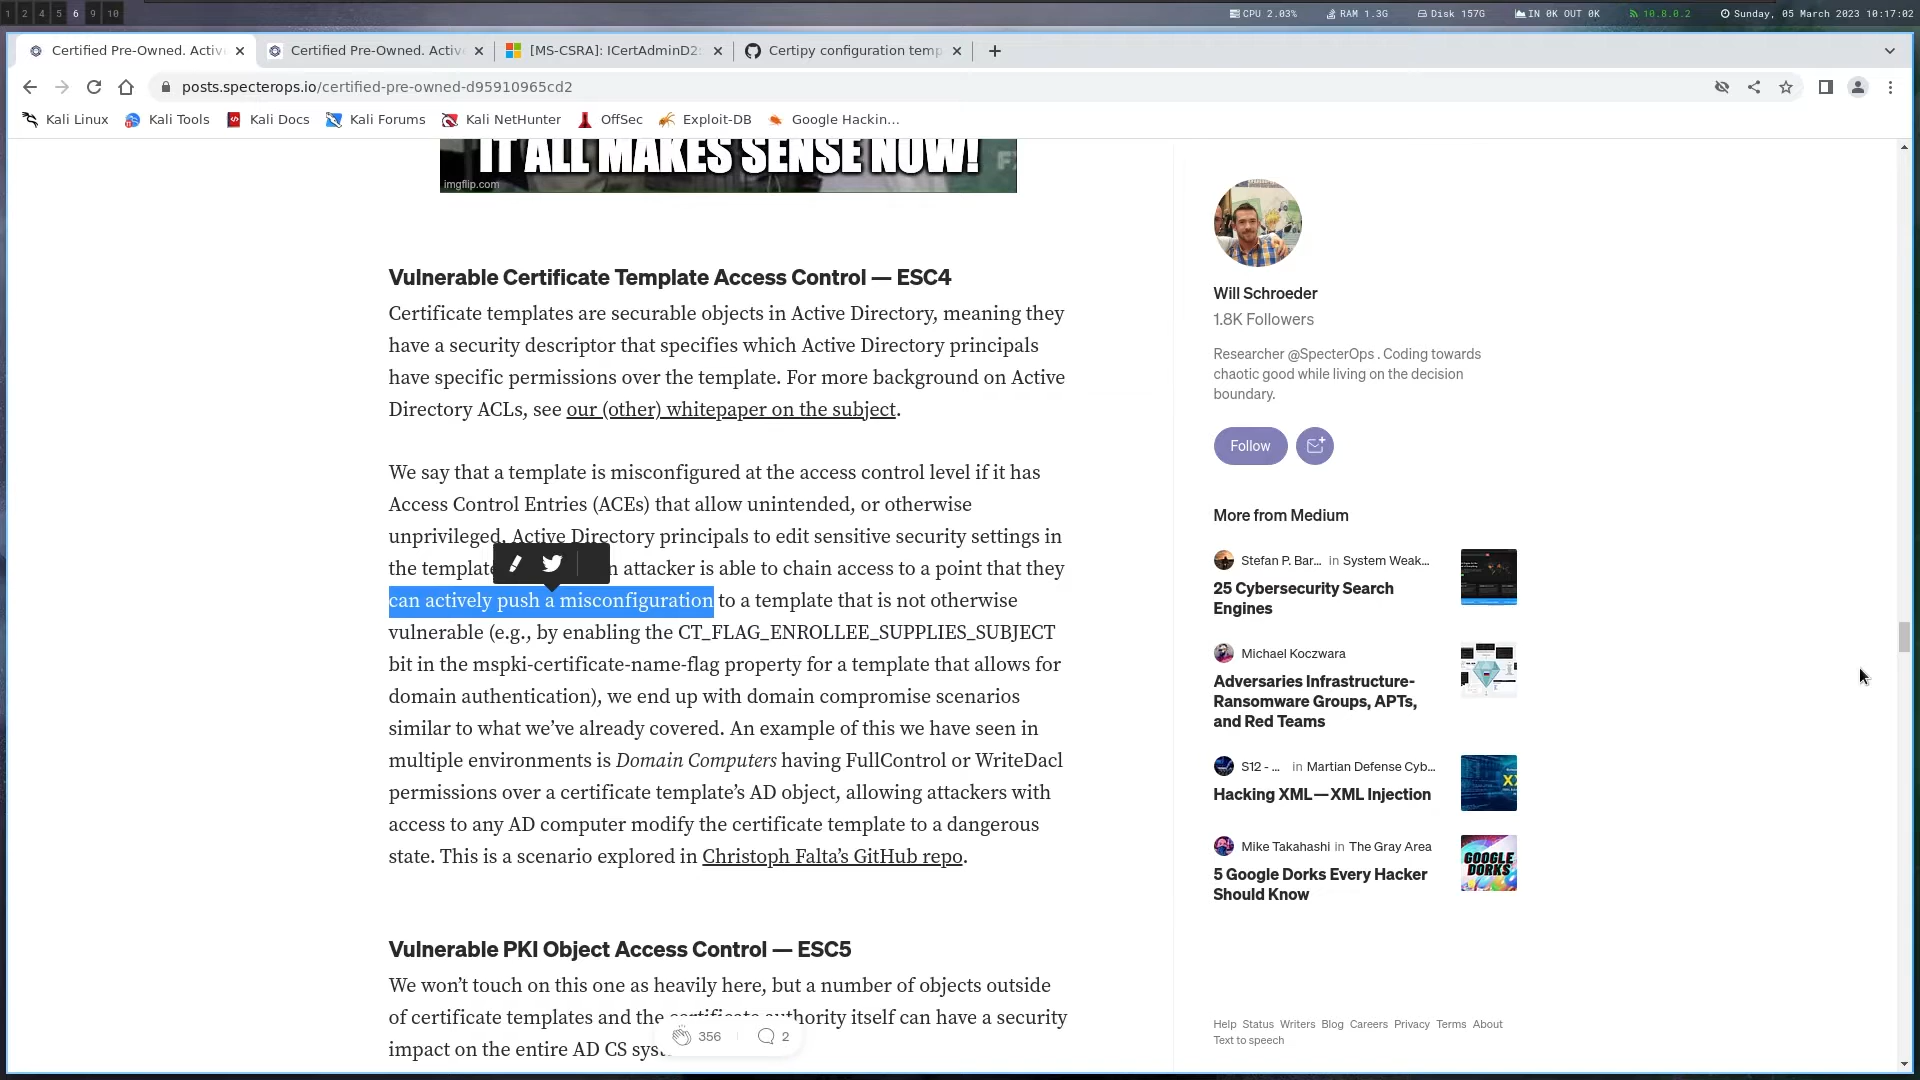 1 2 4 5 6 9 10
CPU 2.03% RAM 1.3G Disk 157G IN 0K OUT 0K 10.8.0.2 Sunday, 05 March 2023 10:17:02
Certified Pre-Owned. Activ Certified Pre-Owned. Active [MS-CSRA]: ICertAdminD2: Certipy configuration temp
posts.specterops.io/certified-pre-owned-d95910965cd2
Kali Linux Kali Tools Kali Docs Kali Forums Kali NetHunter OffSec Exploit-DB Google Hackin...
IT ALL MAKES SENSE NOW!
imgflip.com
Vulnerable Certificate Template Access Control — ESC4
Certificate templates are securable objects in Active Directory, meaning they
have a security descriptor that specifies which Active Directory principals
have specific permissions over the template. For more background on Active
Directory ACLs, see our (other) whitepaper on the subject.
We say that a template is misconfigured at the access control level if it has
Access Control Entries (ACEs) that allow unintended, or otherwise
unprivileged, Active Directory principals to edit sensitive security settings in
the template attacker is able to chain access to a point that they
can actively push a misconfiguration to a template that is not otherwise
vulnerable (e.g., by enabling the CT_FLAG_ENROLLEE_SUPPLIES_SUBJECT
bit in the mspki-certificate-name-flag property for a template that allows for
domain authentication), we end up with domain compromise scenarios
similar to what we’ve already covered. An example of this we have seen in
multiple environments is Domain Computers having FullControl or WriteDacl
permissions over a certificate template’s AD object, allowing attackers with
access to any AD computer modify the certificate template to a dangerous
state. This is a scenario explored in Christoph Falta’s GitHub repo.
Vulnerable PKI Object Access Control — ESC5
We won’t touch on this one as heavily here, but a number of objects outside
of certificate templates and the certificate authority itself can have a security
impact on the entire AD CS syst
356 2
Will Schroeder
1.8K Followers
Researcher @SpecterOps . Coding towards
chaotic good while living on the decision
boundary.
Follow
More from Medium
Stefan P. Bar... in System Weak...
25 Cybersecurity Search
Engines
Michael Koczwara
Adversaries Infrastructure-
Ransomware Groups, APTs,
and Red Teams
S12 - ... in Martian Defense Cyb...
Hacking XML — XML Injection
Mike Takahashi in The Gray Area
5 Google Dorks Every Hacker
Should Know
GOOGLE
DORKS
Help Status Writers Blog Careers Privacy Terms About
Text to speech